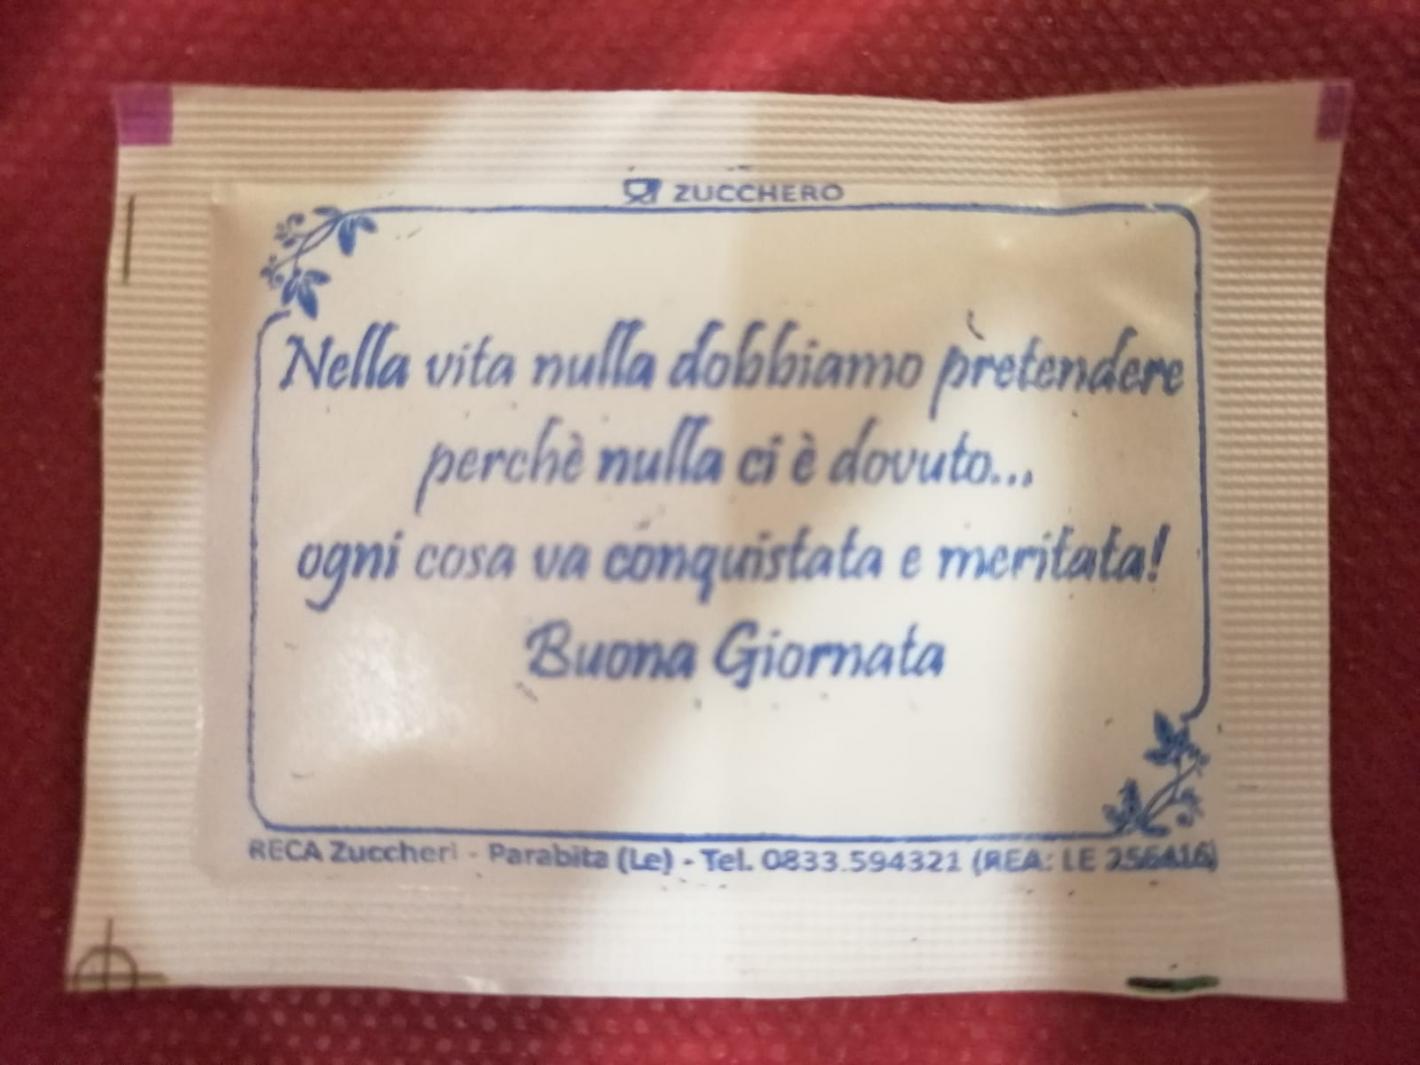 ZUCCHERO
Nella vita nulla dobbiamo pretendere
perchè nulla ci è dovuto...
ogni cosa va conquistata e meritata!
Buona Giornata
RECA Zuccheri - Parabita (Le) - Tel. 0833.594321 (REA: LE 256416)